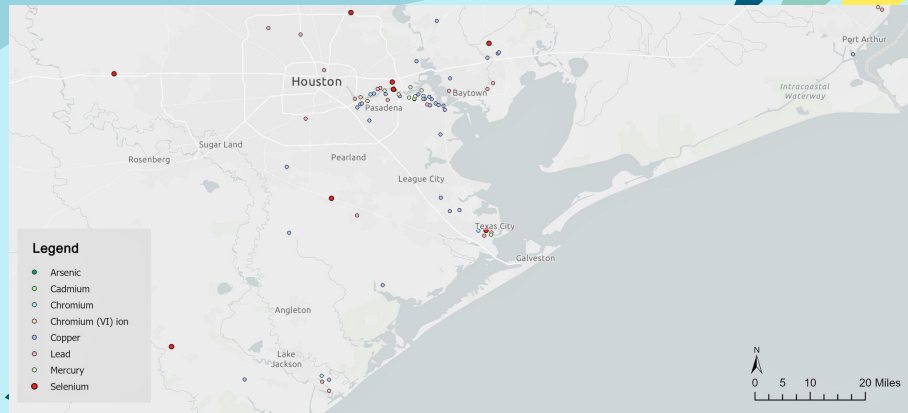 Port Arthur
Houston
Baytown
Intracoastal
Waterway
Pasadena
Sugar Land
Rosenberg
Pearland
League City
Texas City
Galveston
Angleton
Lake
Jackson
Legend
Arsenic
Cadmium
Chromium
Chromium (VI) ion
Copper
Lead
Mercury
Selenium
N
0 5 10 20 Miles